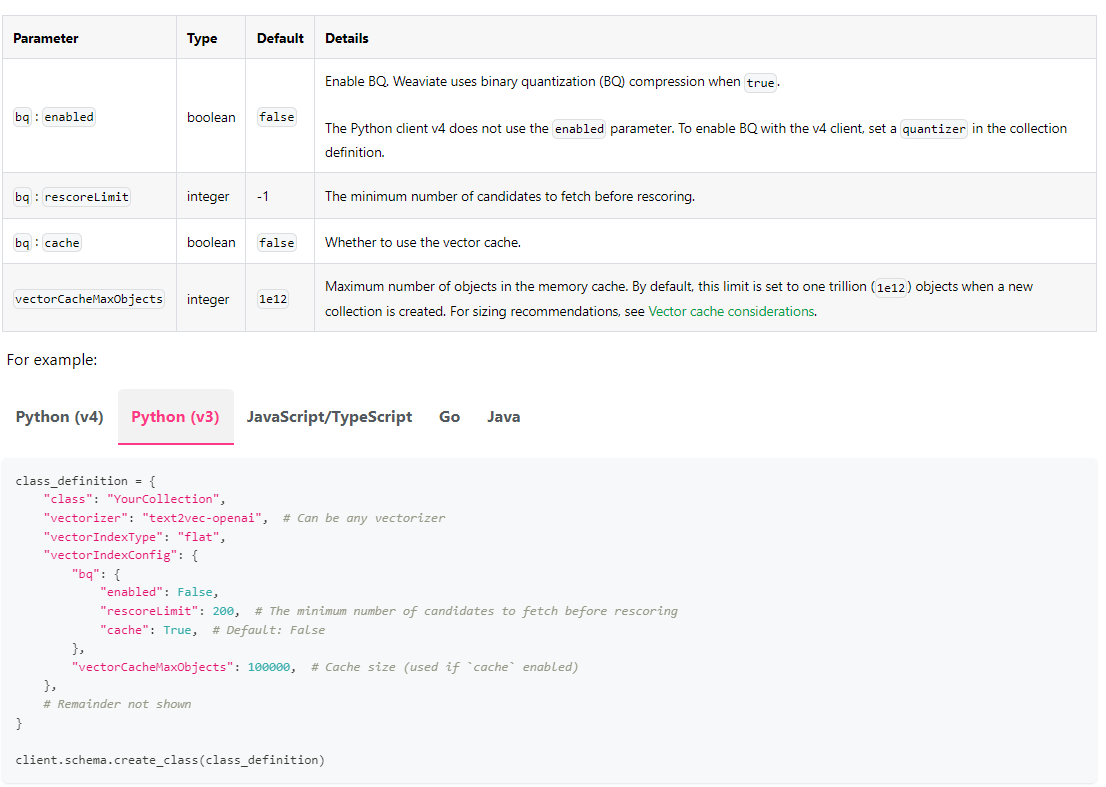 Parameter Type Default Details
Enable BQ. Weaviate uses binary quantization (BQ) compression when true.
bq : enabled boolean false
The Python client v4 does not use the enabled parameter. To enable BQ with the v4 client, set a quantizer in the collection
definition.
bq : rescoreLimit integer -1 The minimum number of candidates to fetch before rescoring.
bq : cache boolean false Whether to use the vector cache.
vectorCacheMaxObjects integer 1e12
Maximum number of objects in the memory cache. By default, this limit is set to one trillion (1e12) objects when a new
collection is created. For sizing recommendations, see Vector cache considerations.
For example:
Python (v4) Python (v3) JavaScript/TypeScript Go Java
class_definition = {
    "class": "YourCollection",
    "vectorizer": "text2vec-openai",  # Can be any vectorizer
    "vectorIndexType": "flat",
    "vectorIndexConfig": {
        "bq": {
            "enabled": False,
            "rescoreLimit": 200,  # The minimum number of candidates to fetch before rescoring
            "cache": True,  # Default: False
        },
        "vectorCacheMaxObjects": 100000,  # Cache size (used if `cache` enabled)
    },
    # Remainder not shown
}
client.schema.create_class(class_definition)